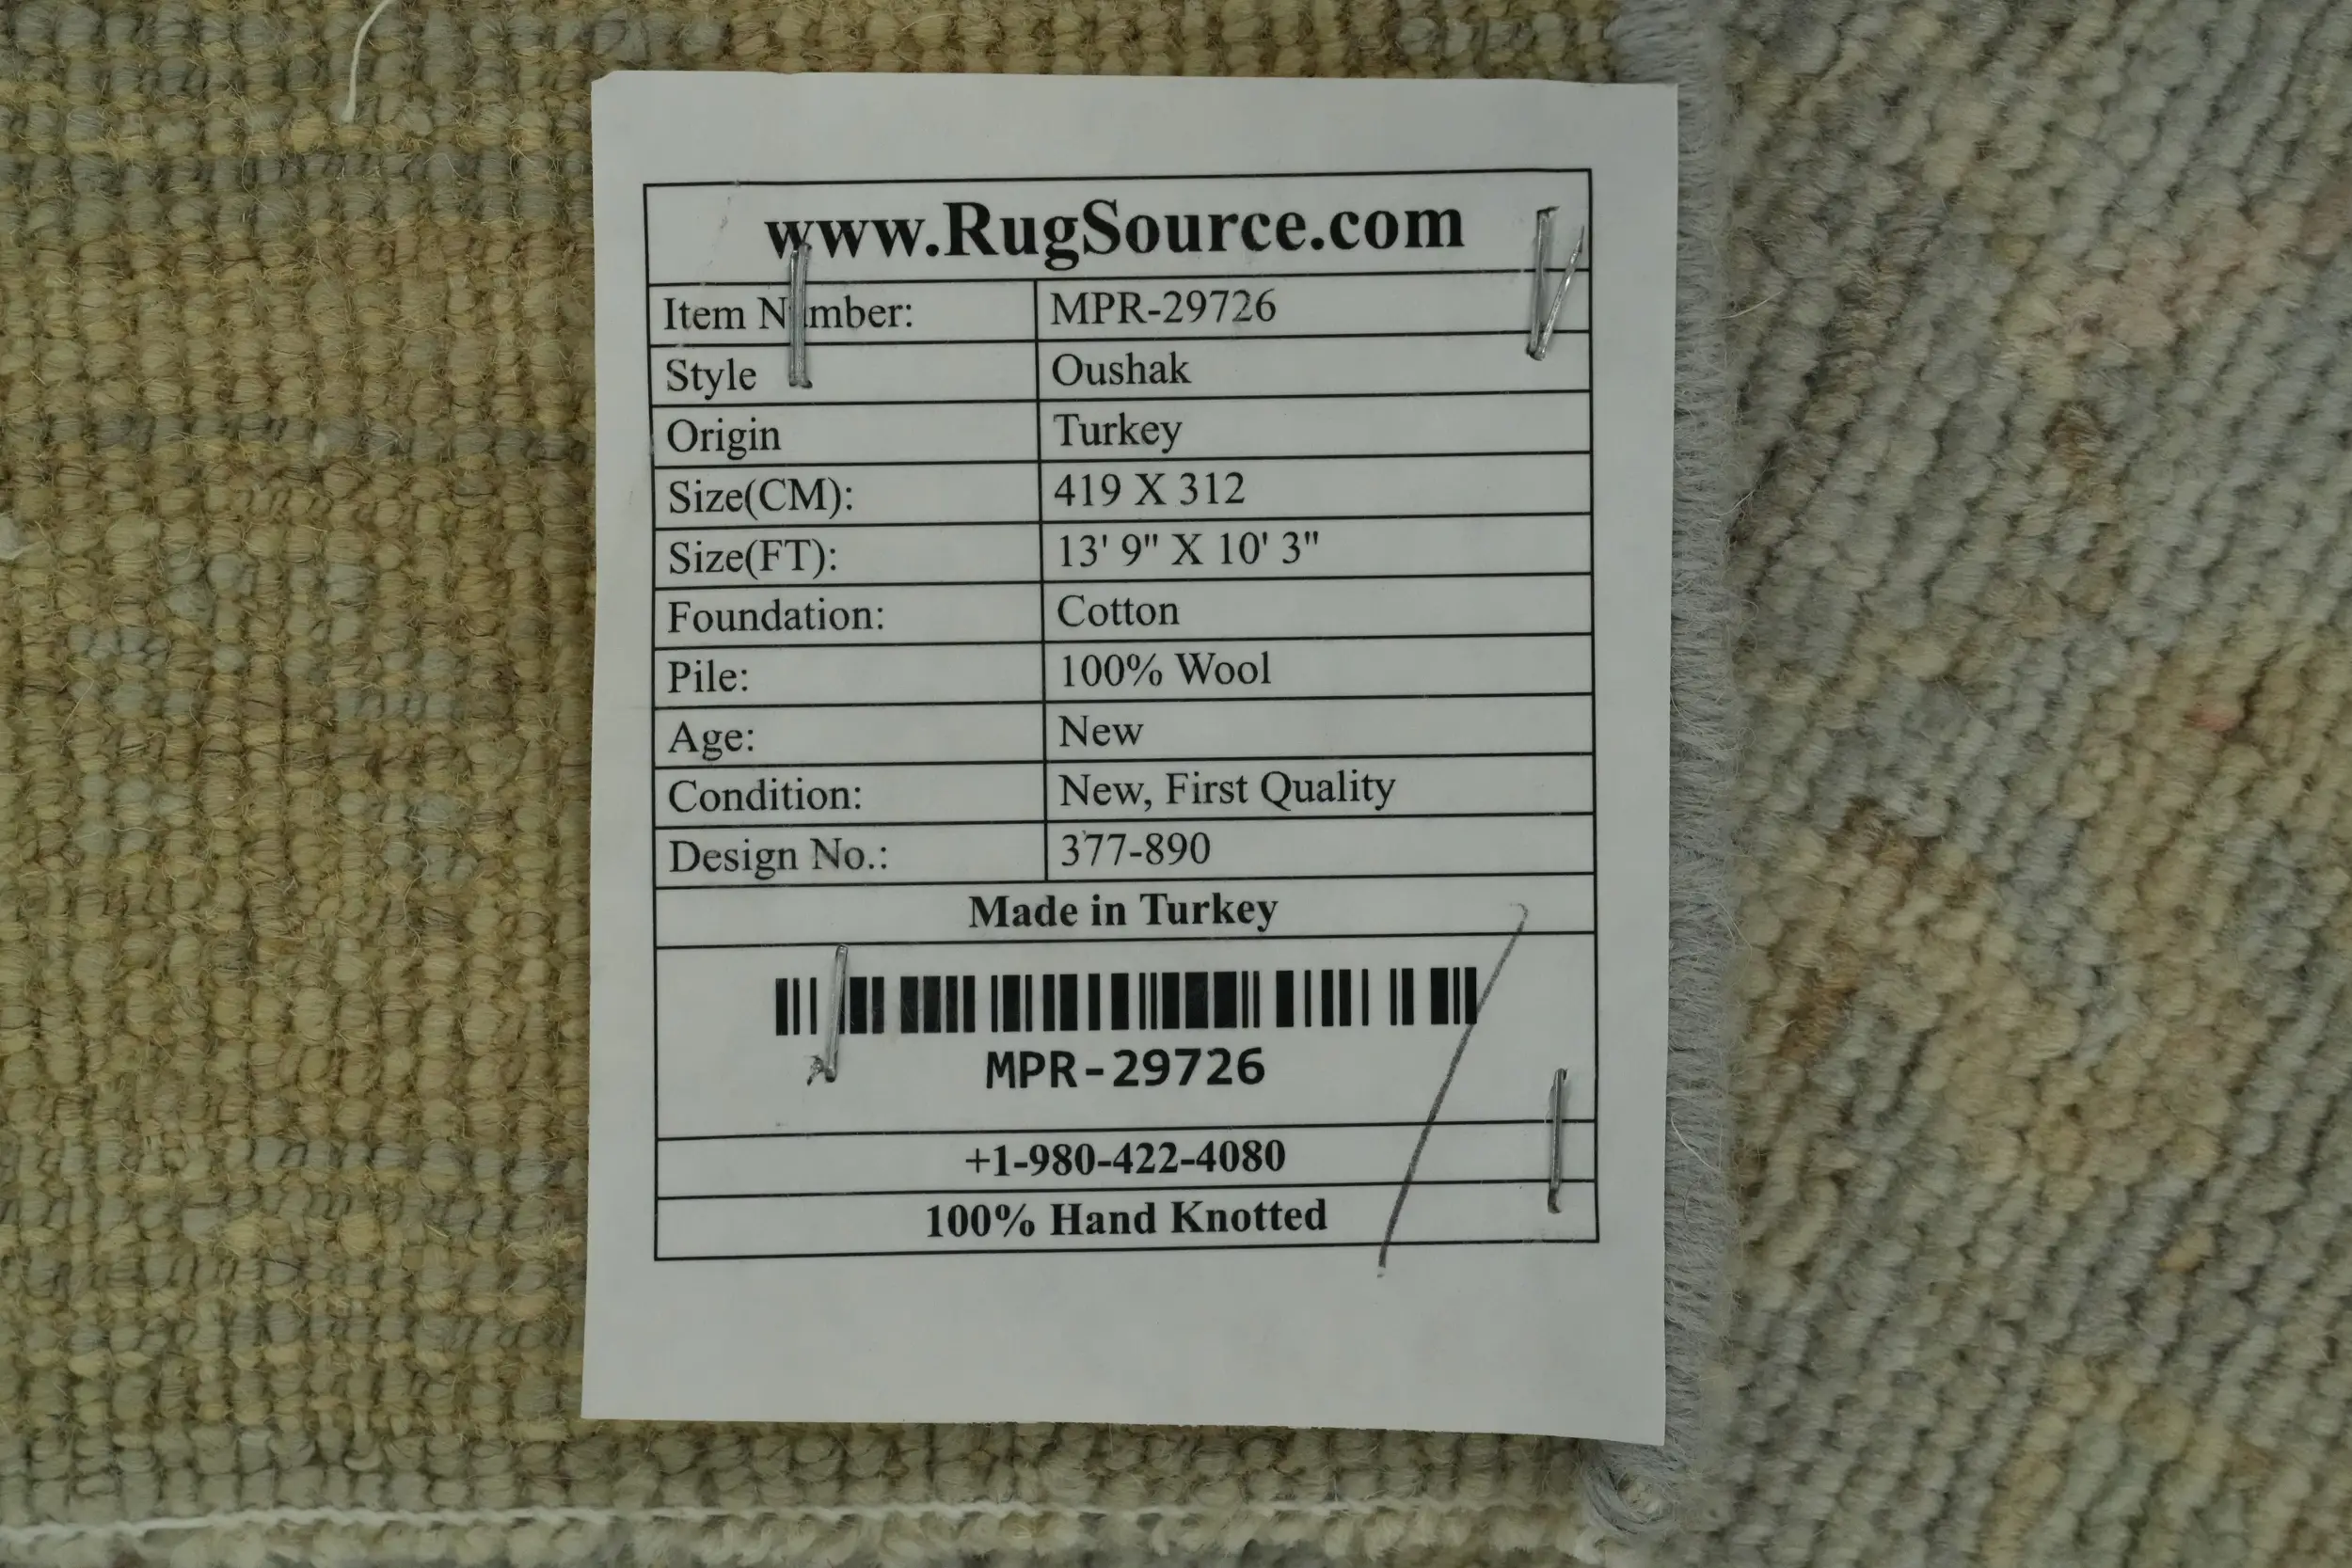 www.RugSource.com
Item Number: MPR-29726
Style Oushak
Origin Turkey
Size(CM): 419 X 312
Size(FT): 13' 9" X 10' 3"
Foundation: Cotton
Pile: 100% Wool
Age: New
Condition: New, First Quality
Design No.: 377-890
Made in Turkey
MPR-29726
+1-980-422-4080
100% Hand Knotted